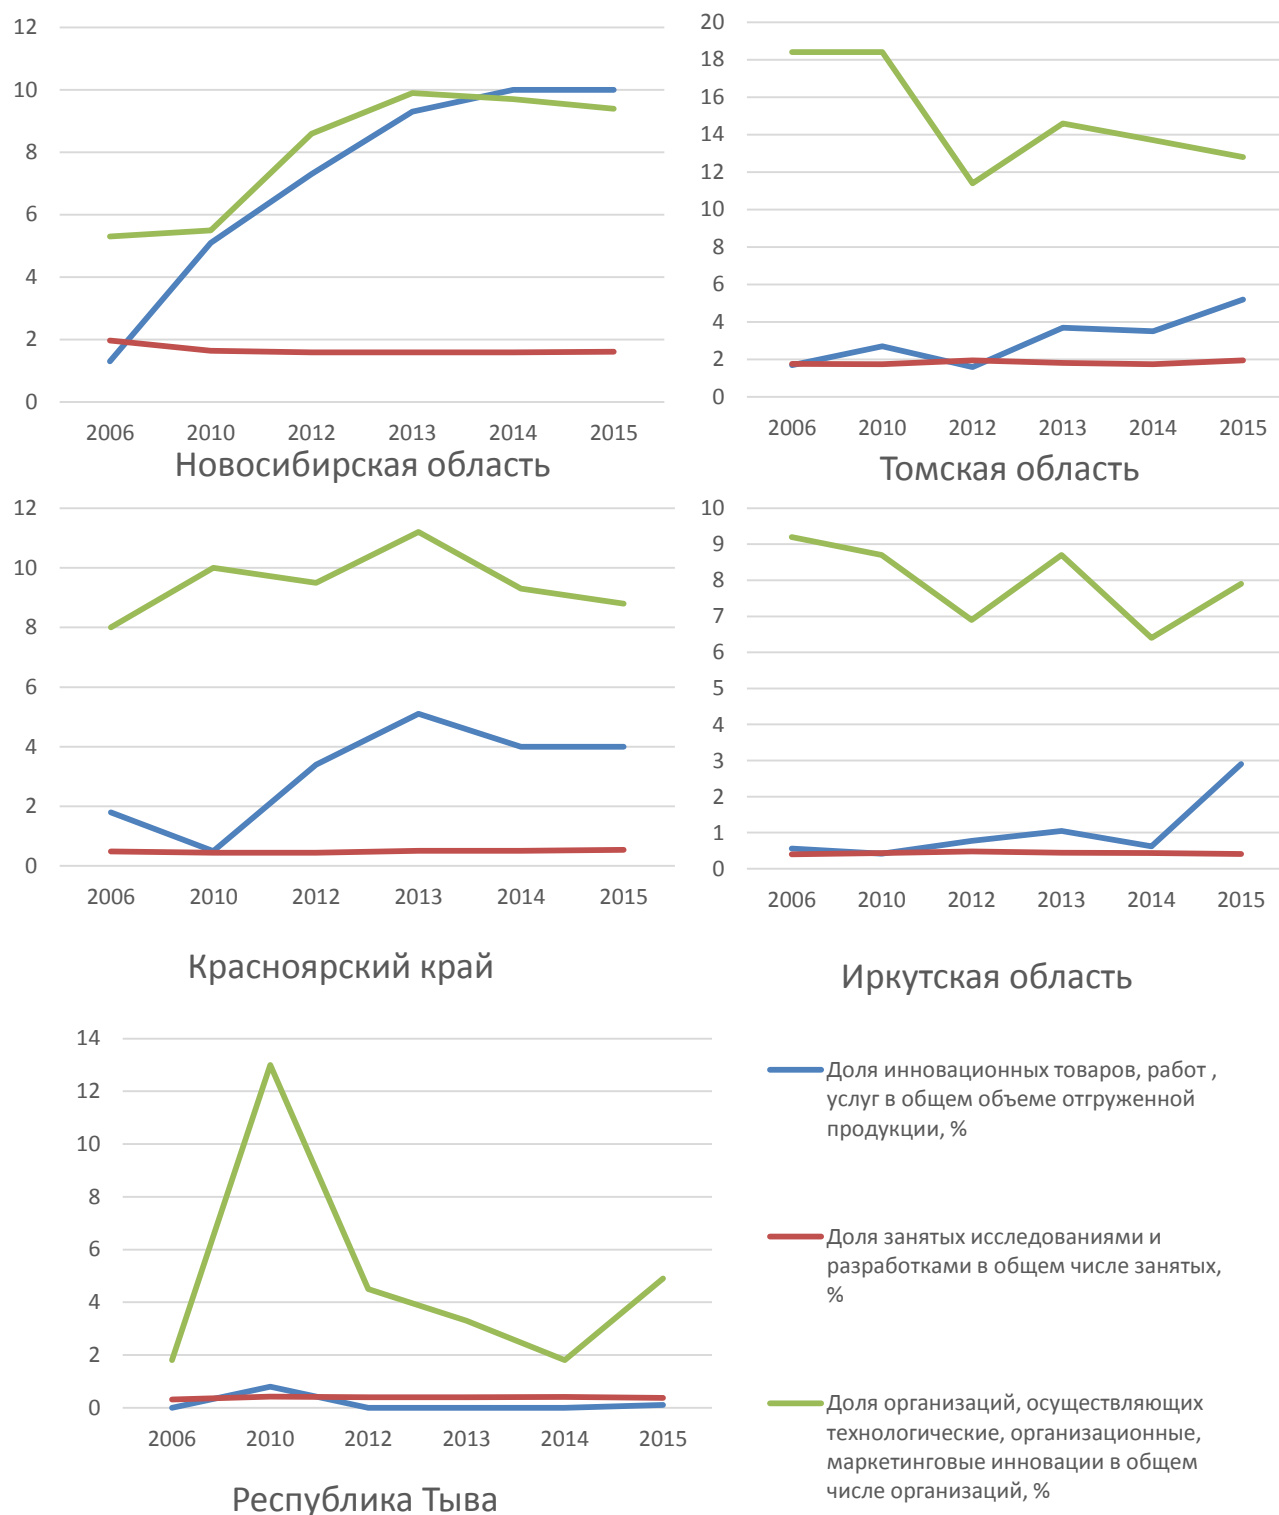 12
10
8
6
4
2
0
2006 2010 2012 2013 2014 2015
Новосибирская область
20
18
16
14
12
10
8
6
4
2
0
2006 2010 2012 2013 2014 2015
Томская область
12
10
8
6
4
2
0
2006 2010 2012 2013 2014 2015
Красноярский край
10
9
8
7
6
5
4
3
2
1
0
2006 2010 2012 2013 2014 2015
Иркутская область
14
12
10
8
6
4
2
0
2006 2010 2012 2013 2014 2015
Республика Тыва
Доля инновационных товаров, работ ,
услуг в общем объеме отгруженной
продукции, %
Доля занятых исследованиями и
разработками в общем числе занятых,
%
Доля организаций, осуществляющих
технологические, организационные,
маркетинговые инновации в общем
числе организаций, %